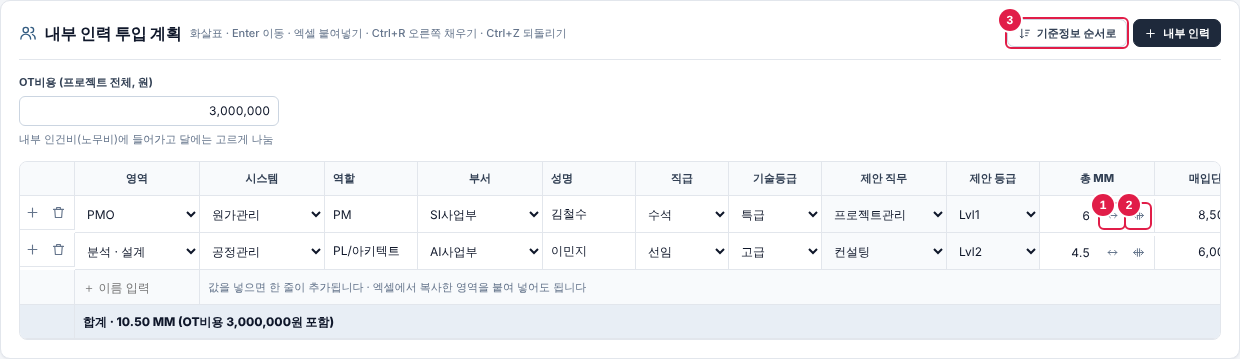 내부 인력 투입 계획 화살표 · Enter 이동 · 엑셀 붙여넣기 · Ctrl+R 오른쪽 채우기 · Ctrl+Z 되돌리기 3 기준정보 순서로 + 내부 인력
OT비용 (프로젝트 전체, 원)
3,000,000
내부 인건비(노무비)에 들어가고 달에는 고르게 나눔
영역 시스템 역할 부서 성명 직급 기술등급 제안 직무 제안 등급 총 MM 매입단
1 2
PMO 원가관리 PM SI사업부 김철수 수석 특급 프로젝트관리 Lvl1 6 8,50
분석 · 설계 공정관리 PL/아키텍트 AI사업부 이민지 선임 고급 컨설팅 Lvl2 4.5 6,00
+ 이름 입력 값을 넣으면 한 줄이 추가됩니다 · 엑셀에서 복사한 영역을 붙여 넣어도 됩니다
합계 · 10.50 MM (OT비용 3,000,000원 포함)